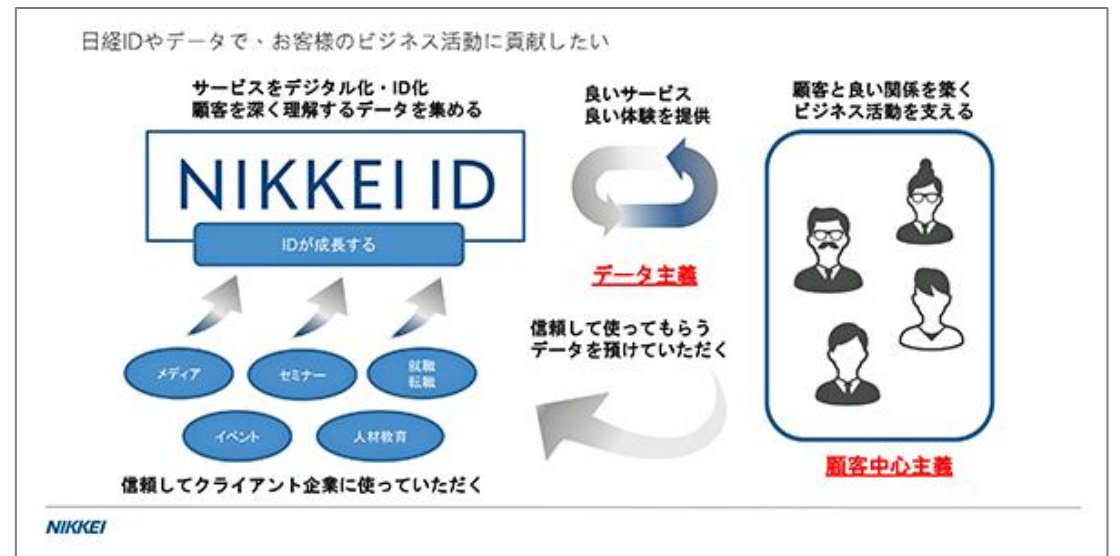 日経IDやデータで、お客様のビジネス活動に貢献したい
サービスをデジタル化・ID化
顧客を深く理解するデータを集める
NIKKEI ID
IDが成長する
メディア
セミナー
就職
転職
イベント
人材教育
信頼してクライアント企業に使っていただく
良いサービス
良い体験を提供
データ主義
信頼して使ってもらう
データを預けていただく
顧客と良い関係を築く
ビジネス活動を支える
顧客中心主義
NIKKEI